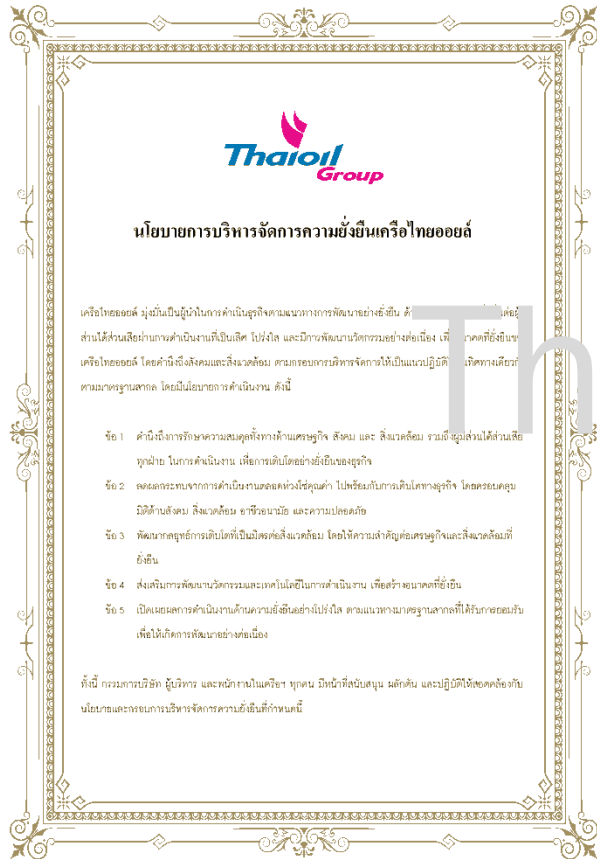 Thaioil
Group
นโยบายการบริหารจัดการความยั่งยืนเครือไทยออยล์
เครือไทยออยล์ มุ่งมั่นเป็นผู้นำในการดำเนินธุรกิจตามแนวทางการพัฒนาอย่างยั่งยืน
ส่วนได้ส่วนเสียผ่านการดำเนินงานที่เป็นเลิศ โปร่งใส และมีการพัฒนานวัตกรรมอย่างต่อเนื่อง
เครือไทยออยล์ โดยคำนึงถึงสังคมและสิ่งแวดล้อม ตามกรอบการบริหารจัดการให้เป็นแนวปฏิบัติ
ตามมาตรฐานสากล โดยมีนโยบายการดำเนินงาน ดังนี้
Th
ข้อ 1 คำนึงถึงการรักษาความสมดุลทั้งทางด้านเศรษฐกิจ สังคม และ สิ่งแวดล้อม รวมถึงผู้มีส่วนได้ส่วนเสีย
ทุกฝ่าย ในการดำเนินงาน เพื่อการเติบโตอย่างยั่งยืนของธุรกิจ
ข้อ 2 ลดผลกระทบจากการดำเนินงานตลอดห่วงโซ่คุณค่า ไปพร้อมกับการเติบโตทางธุรกิจ โดยครอบคลุม
มิติด้านสังคม สิ่งแวดล้อม อาชีวอนามัย และความปลอดภัย
ข้อ 3 พัฒนากลยุทธ์การเติบโตที่เป็นมิตรต่อสิ่งแวดล้อม โดยให้ความสำคัญต่อเศรษฐกิจและสิ่งแวดล้อมที่
ยั่งยืน
ข้อ 4 ส่งเสริมการพัฒนานวัตกรรมและเทคโนโลยีในการดำเนินงาน เพื่อสร้างอนาคตที่ยั่งยืน
ข้อ 5 เปิดเผยผลการดำเนินงานด้านความยั่งยืนอย่างโปร่งใส ตามแนวทางมาตรฐานสากลที่ได้รับการยอมรับ
เพื่อให้เกิดการพัฒนาอย่างต่อเนื่อง
ทั้งนี้ กรรมการบริษัท ผู้บริหาร และพนักงานในเครือฯ ทุกคน มีหน้าที่สนับสนุน ผลักดัน และปฏิบัติให้สอดคล้องกับ
นโยบายและกรอบการบริหารจัดการความยั่งยืนที่กำหนดนี้